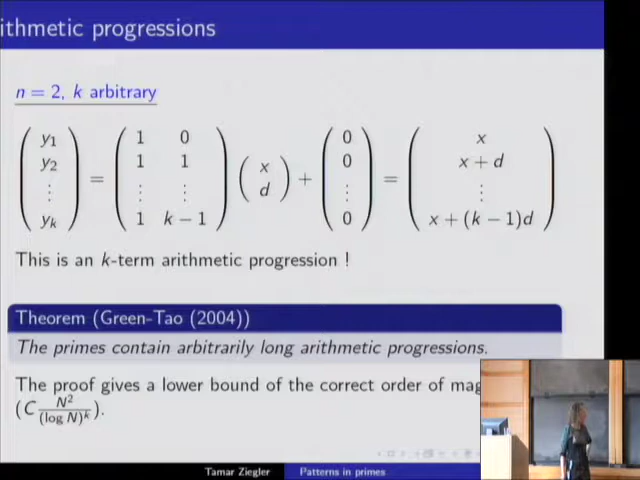 ithmetic progressions
n = 2, k arbitrary
( y₁ y₂ ⋮ yₖ ) = ( 1 0 1 1 ⋮ ⋮ 1 k − 1 ) ( x d ) + ( 0 0 ⋮ 0 ) = ( x x + d ⋮ x + (k − 1)d )
This is an k-term arithmetic progression !
Theorem (Green-Tao (2004))
The primes contain arbitrarily long arithmetic progressions.
The proof gives a lower bound of the correct order of mag
(C N²/(log N)ᵏ).
Tamar Ziegler Patterns in primes